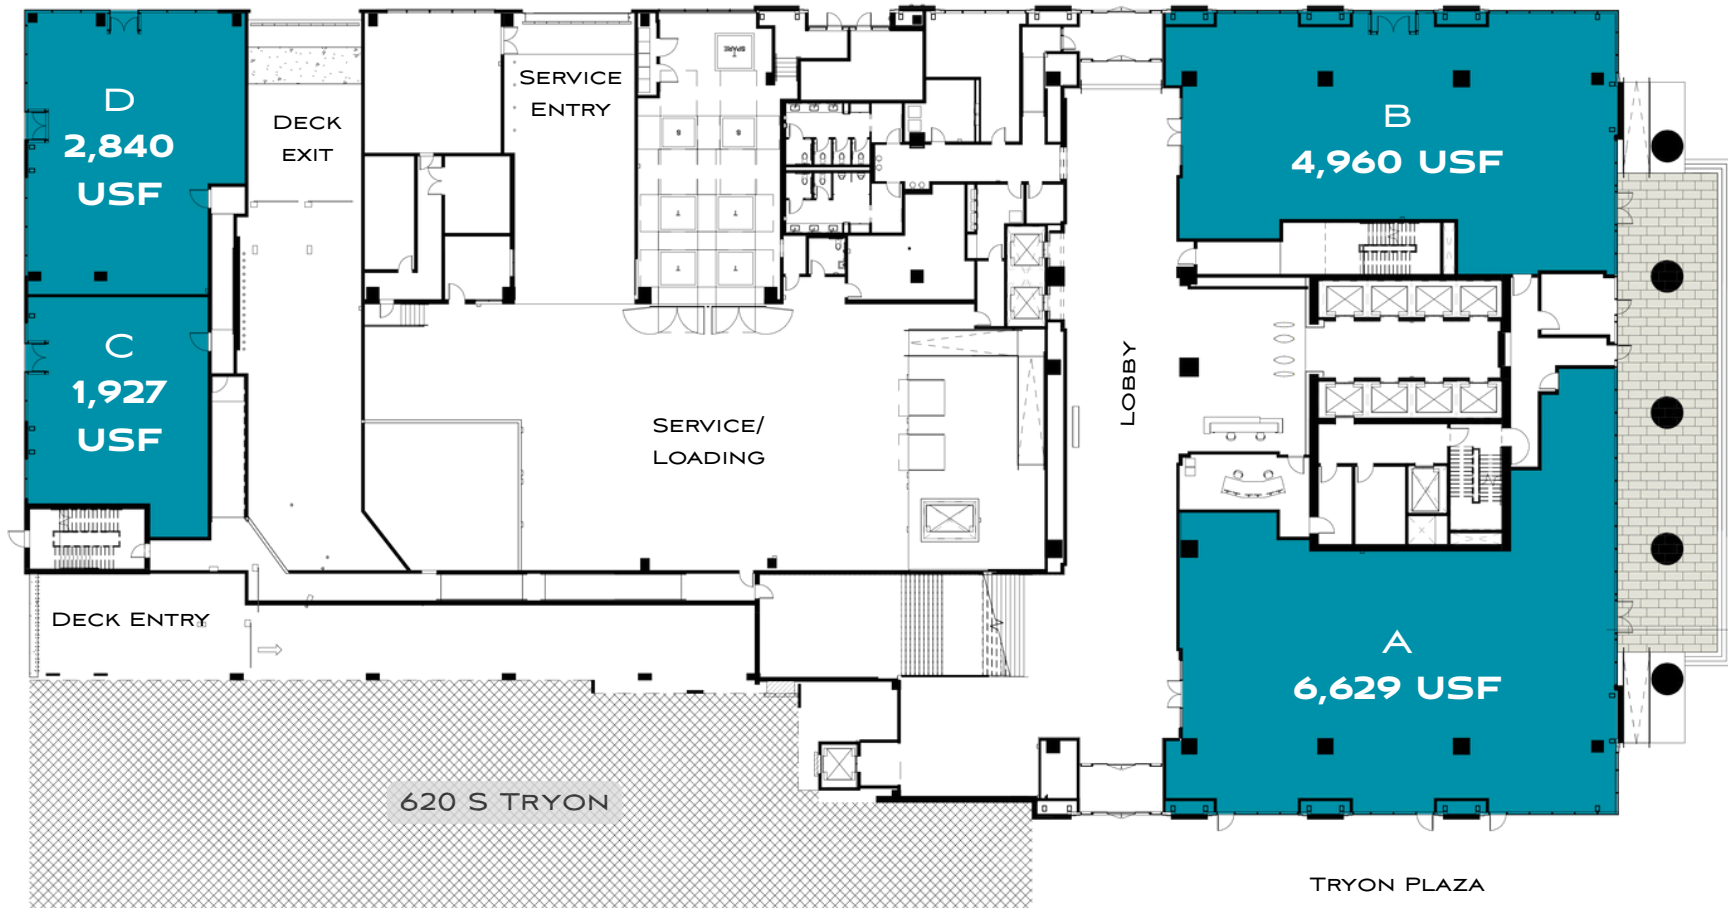 D
2,840
USF
DECK
EXIT
SERVICE
ENTRY
SPARE
B
4,960 USF
C
1,927
USF
SERVICE/
LOADING
LOBBY
DECK ENTRY
A
6,629 USF
620 S TRYON
TRYON PLAZA